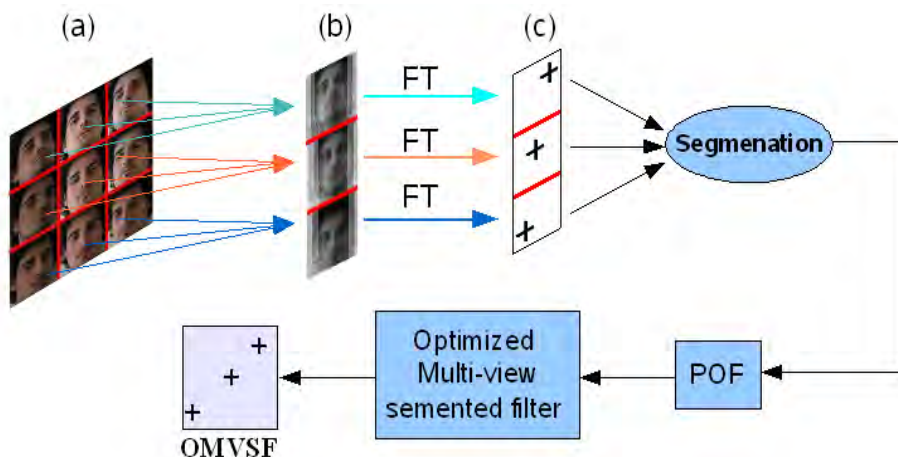 (a) (b) (c)
FT
FT
FT
Segmenation
Optimized
Multi-view
semented filter
POF
OMVSF